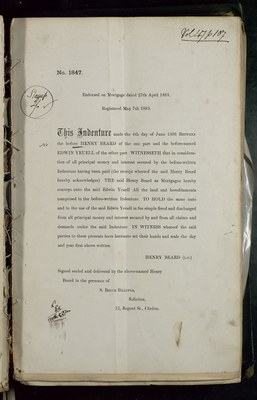 Vol 47 p 187
No. 1847.
Stamp
Endorsed on Mortgage dated 27th April 1893.
Registered May 7th 1895.
This Indenture made the 4th day of June 1895 Between
the before HENRY BEARD of the one part and the before-named
EDWIN YEUELL of the other part WITNESSETH that in considera-
tion of all principal money and interest secured by the before-written
Indenture having been paid (the receipt whereof the said Henry Beard
hereby acknowledges) THE said Henry Beard as Mortgagee hereby
conveys unto the said Edwin Yeuell All the land and hereditaments
comprised in the before-written Indenture TO HOLD the same unto
and to the use of the said Edwin Yeuell in fee simple freed and discharged
from all principal money and interest secured by and from all claims and
demands under the said Indenture IN WITNESS whereof the said
parties to these presents have hereunto set their hands and seals the day
and year first above written.
HENRY BEARD (L.S.)
Signed sealed and delivered by the above-named Henry
Beard in the presence of
Solicitor,
12, Regent St., Chelten.